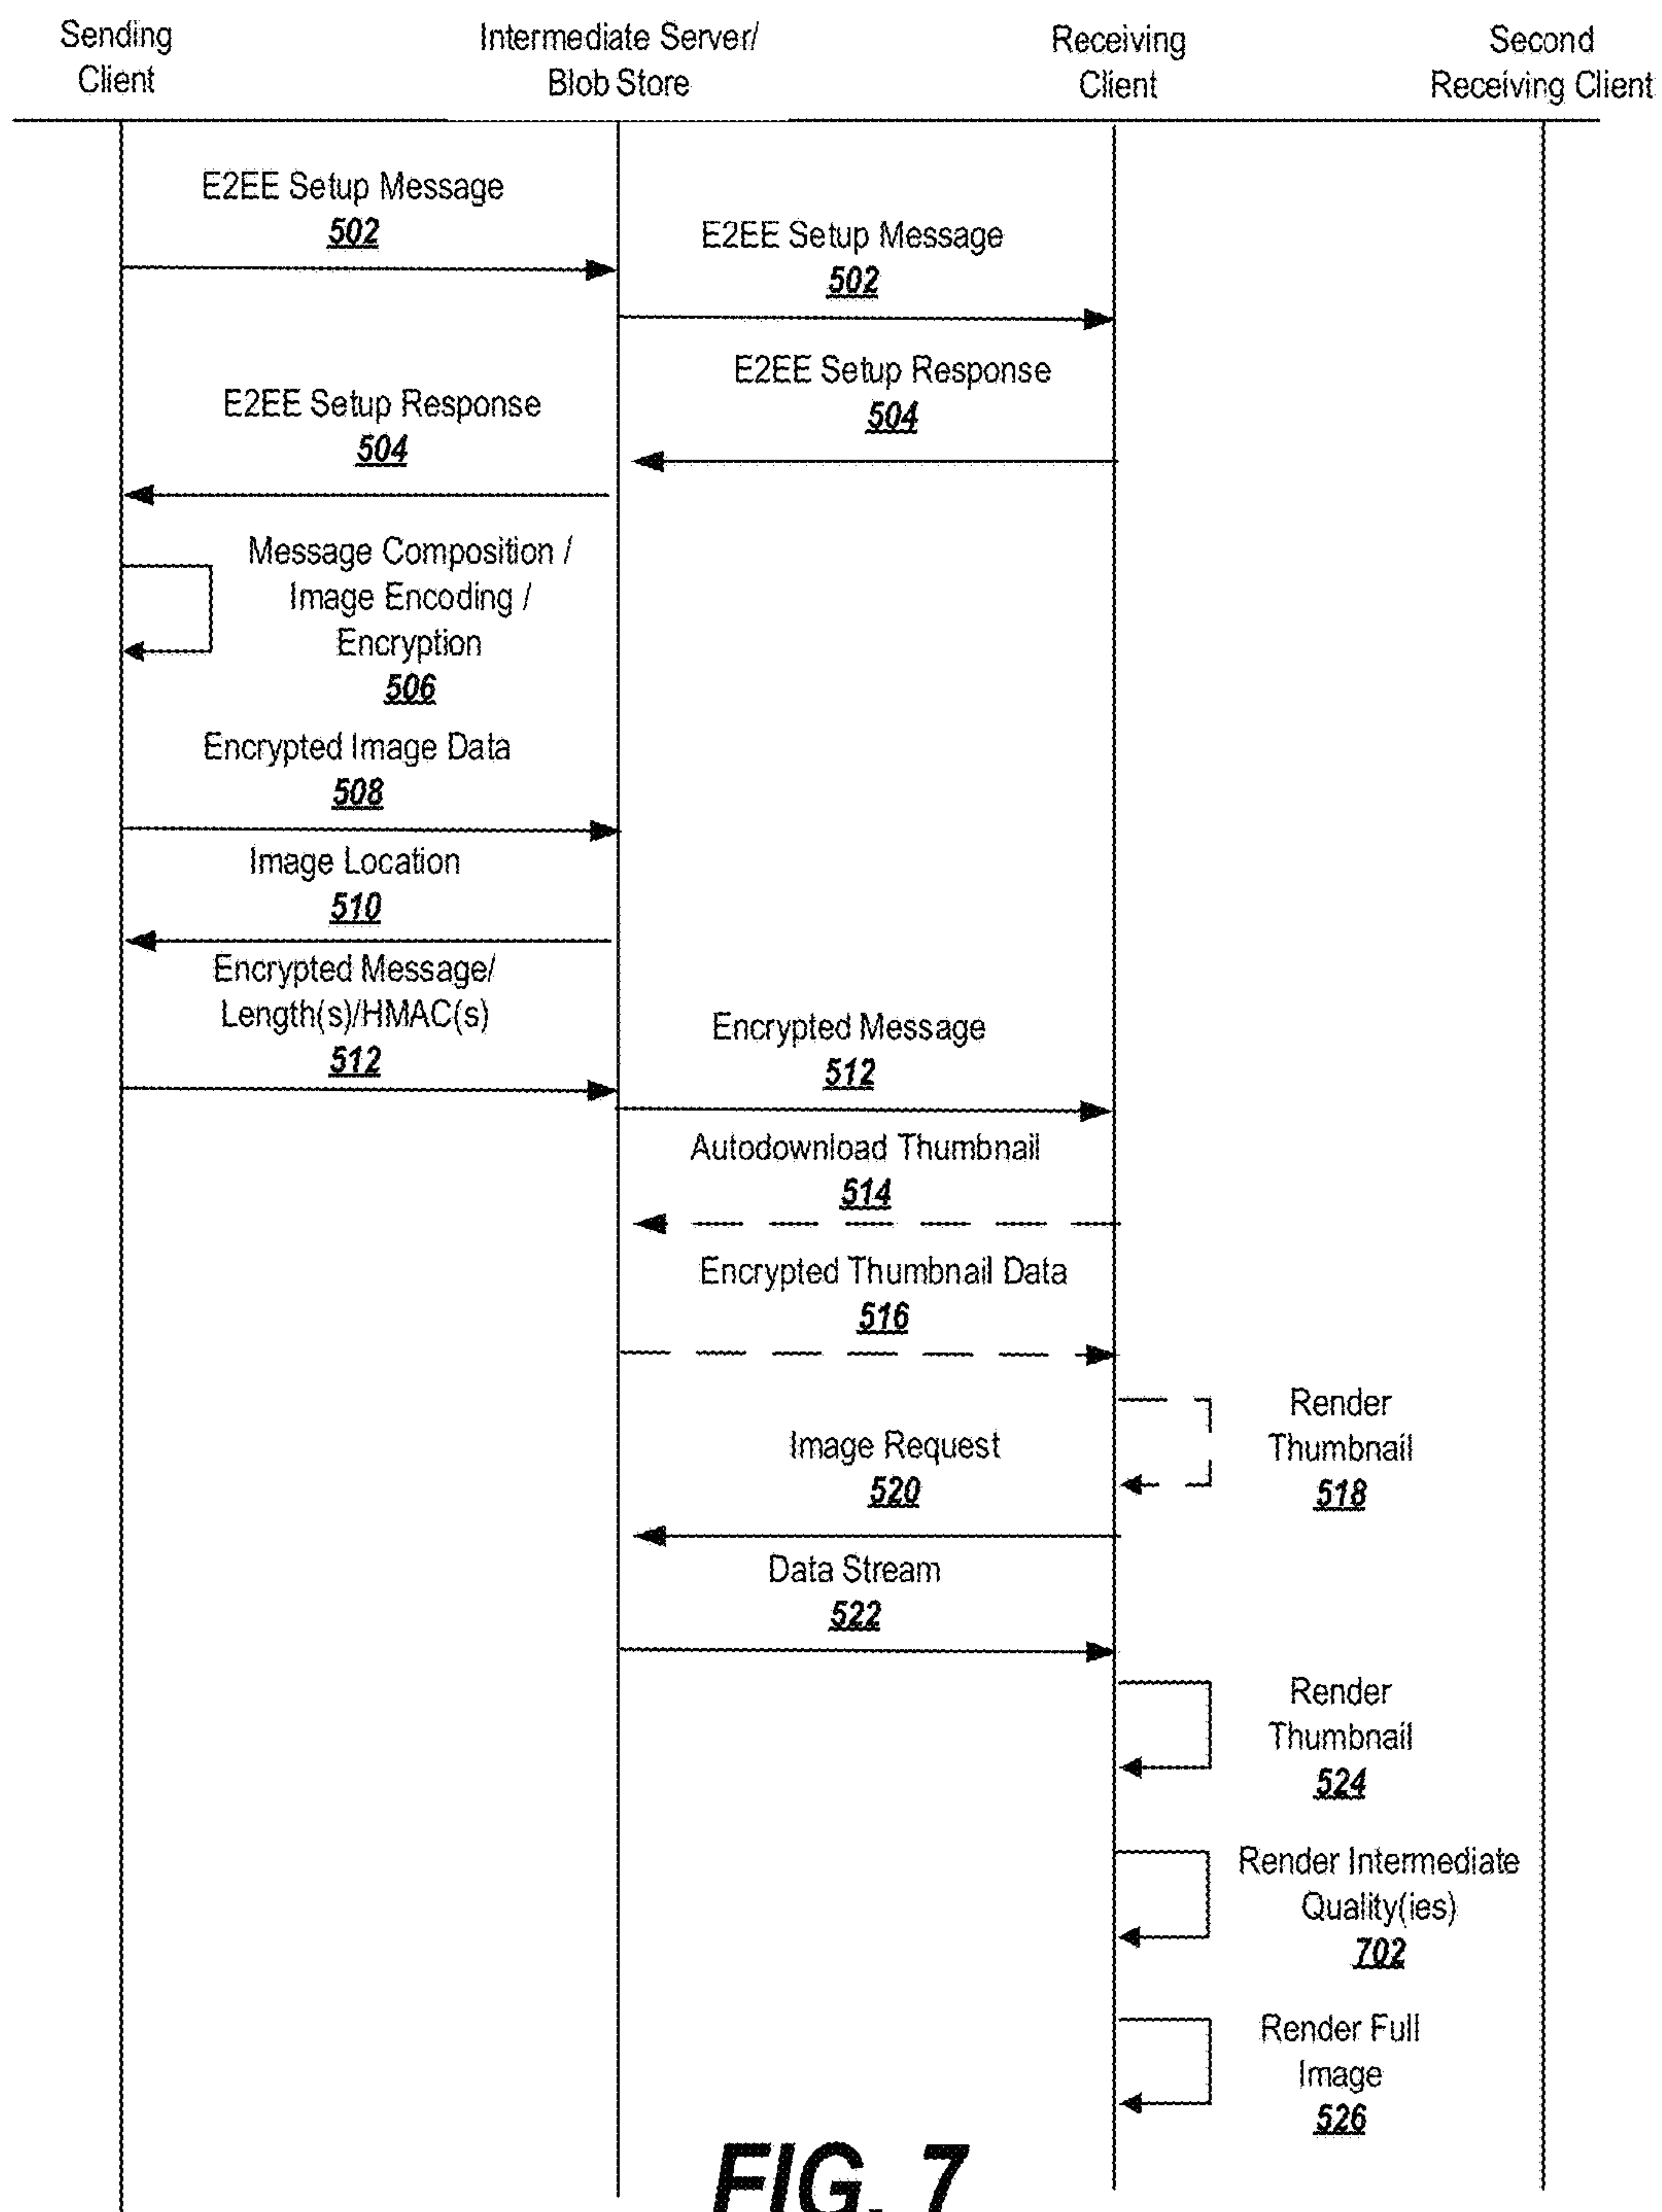 Sending
Client
Intermediate Server/
Blob Store
Receiving
Client
Second
Receiving Client
E2EE Setup Message
502
E2EE Setup Message
502
E2EE Setup Response
504
E2EE Setup Response
504
Message Composition /
Image Encoding /
Encryption
506
Encrypted Image Data
508
Image Location
510
Encrypted Message/
Length(s)/HMAC(s)
512
Encrypted Message
512
Autodownload Thumbnail
514
Encrypted Thumbnail Data
516
Render
Thumbnail
518
Image Request
520
Data Stream
522
Render
Thumbnail
524
Render Intermediate
Quality(ies)
702
Render Full
Image
526
FIG. 7